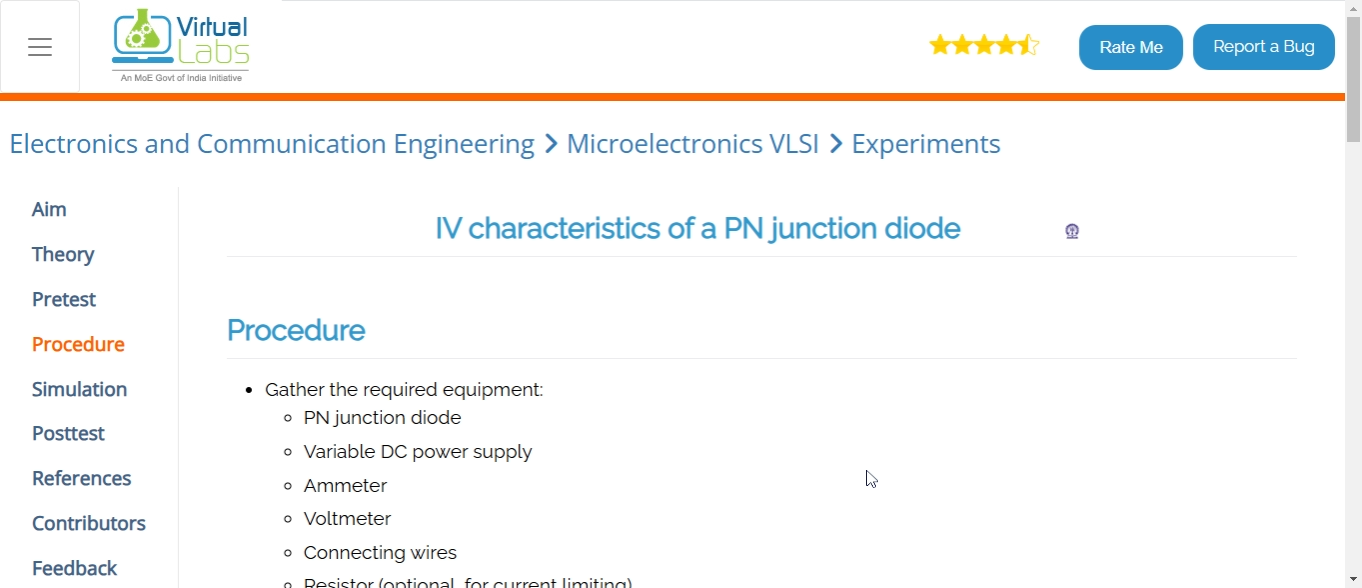 Virtual
Labs
An MoE Govt of India Initiative
Rate Me
Report a Bug
Electronics and Communication Engineering > Microelectronics VLSI > Experiments
Aim
Theory
Pretest
Procedure
Simulation
Posttest
References
Contributors
Feedback
IV characteristics of a PN junction diode
Procedure
• Gather the required equipment:
◦ PN junction diode
◦ Variable DC power supply
◦ Ammeter
◦ Voltmeter
◦ Connecting wires
◦ Resistor (optional, for current limiting)